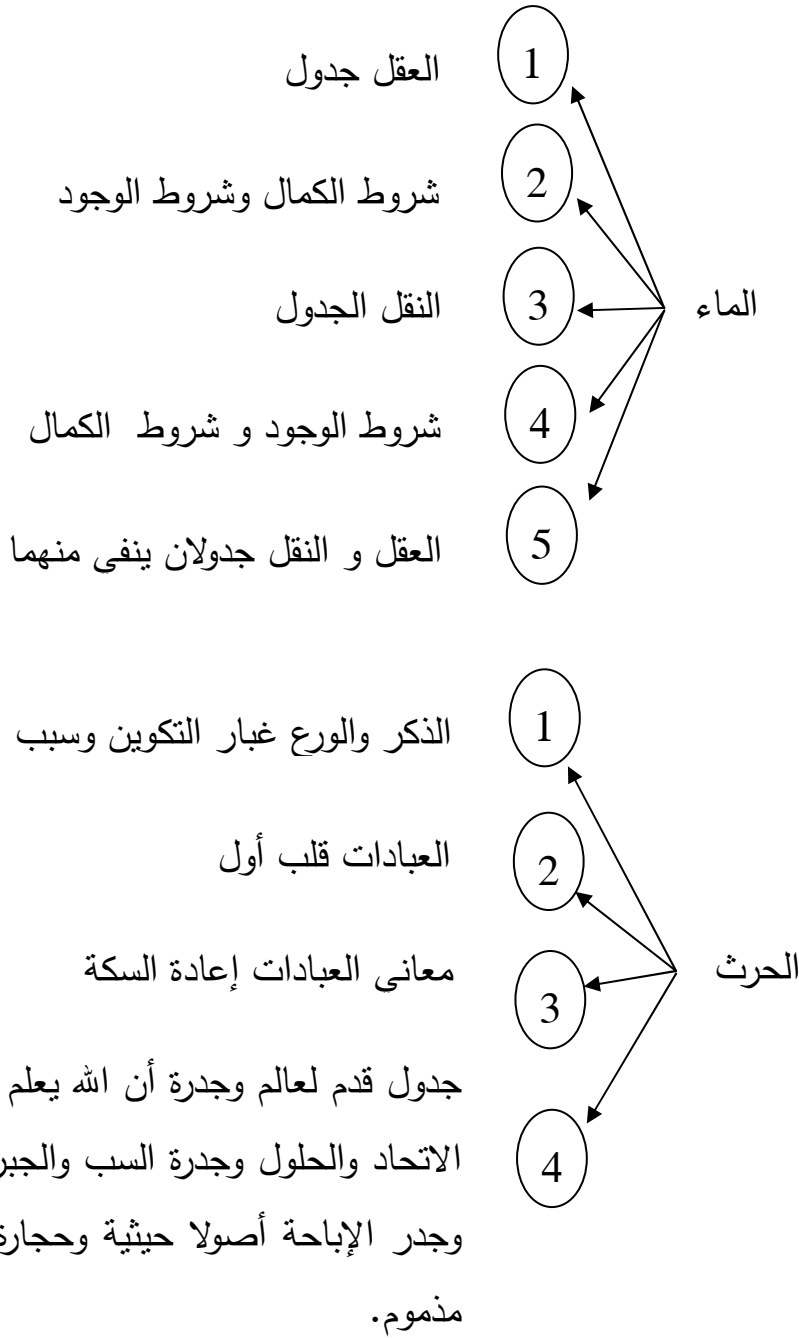 1 العقل جدول
2 شروط الكمال وشروط الوجود
الماء 3 النقل الجدول
4 شروط الوجود و شروط الكمال
5 العقل و النقل جدولان ينفى منهما
1 الذكر والورع غبار التكوين وسبب
2 العبادات قلب أول
الحرث 3 معانى العبادات إعادة السكة
جدول قدم لعالم وجدرة أن الله يعلم
4 الاتحاد والحلول وجدرة السب والجبر
وجدر الإباحة أصولا حيثية وحجارة
مذموم.